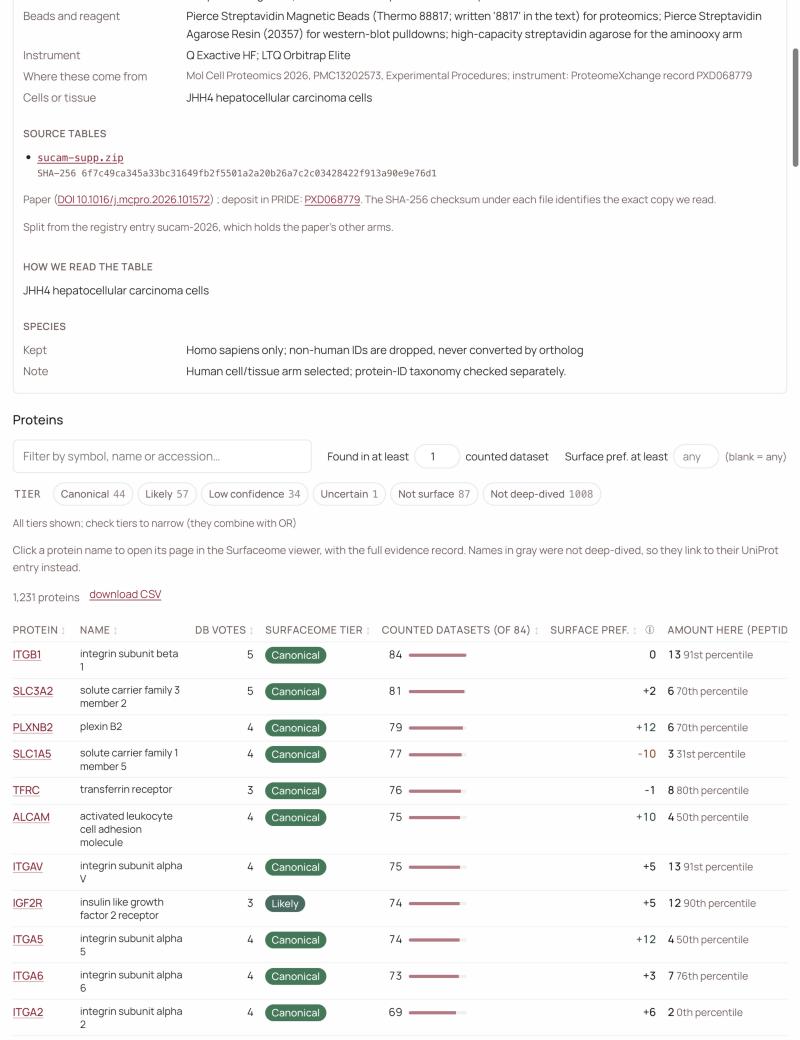 Beads and reagent Pierce Streptavidin Magnetic Beads (Thermo 88817; written '8817' in the text) for proteomics; Pierce Streptavidin
Agarose Resin (20357) for western-blot pulldowns; high-capacity streptavidin agarose for the aminooxy arm
Instrument Q Exactive HF; LTQ Orbitrap Elite
Where these come from Mol Cell Proteomics 2026, PMC13202573, Experimental Procedures; instrument: ProteomeXchange record PXD068779
Cells or tissue JHH4 hepatocellular carcinoma cells
SOURCE TABLES
• sucam-supp.zip
SHA-256 6f7c49ca345a33bc31649fb2f5501a2a20b26a7c2c03428422f913a90e9e76d1
Paper (DOI 10.1016/j.mcpro.2026.101572) ; deposit in PRIDE: PXD068779. The SHA-256 checksum under each file identifies the exact copy we read.
Split from the registry entry sucam-2026, which holds the paper's other arms.
HOW WE READ THE TABLE
JHH4 hepatocellular carcinoma cells
SPECIES
Kept Homo sapiens only; non-human IDs are dropped, never converted by ortholog
Note Human cell/tissue arm selected; protein-ID taxonomy checked separately.
Proteins
Filter by symbol, name or accession... Found in at least 1 counted dataset Surface pref. at least any (blank = any)
TIER Canonical 44 Likely 57 Low confidence 34 Uncertain 1 Not surface 87 Not deep-dived 1008
All tiers shown; check tiers to narrow (they combine with OR)
Click a protein name to open its page in the Surfaceome viewer, with the full evidence record. Names in gray were not deep-dived, so they link to their UniProt
entry instead.
1,231 proteins download CSV
PROTEIN NAME DB VOTES SURFACEOME TIER COUNTED DATASETS (OF 84) SURFACE PREF. ⓘ AMOUNT HERE (PEPTID
ITGB1 integrin subunit beta 5 Canonical 84 0 13 91st percentile
1
SLC3A2 solute carrier family 3 5 Canonical 81 +2 6 70th percentile
member 2
PLXNB2 plexin B2 4 Canonical 79 +12 6 70th percentile
SLC1A5 solute carrier family 1 4 Canonical 77 -10 3 31st percentile
member 5
TFRC transferrin receptor 3 Canonical 76 -1 8 80th percentile
ALCAM activated leukocyte 4 Canonical 75 +10 4 50th percentile
cell adhesion
molecule
ITGAV integrin subunit alpha 4 Canonical 75 +5 13 91st percentile
V
IGF2R insulin like growth 3 Likely 74 +5 12 90th percentile
factor 2 receptor
ITGA5 integrin subunit alpha 4 Canonical 74 +12 4 50th percentile
5
ITGA6 integrin subunit alpha 4 Canonical 73 +3 7 76th percentile
6
ITGA2 integrin subunit alpha 4 Canonical 69 +6 2 0th percentile
2